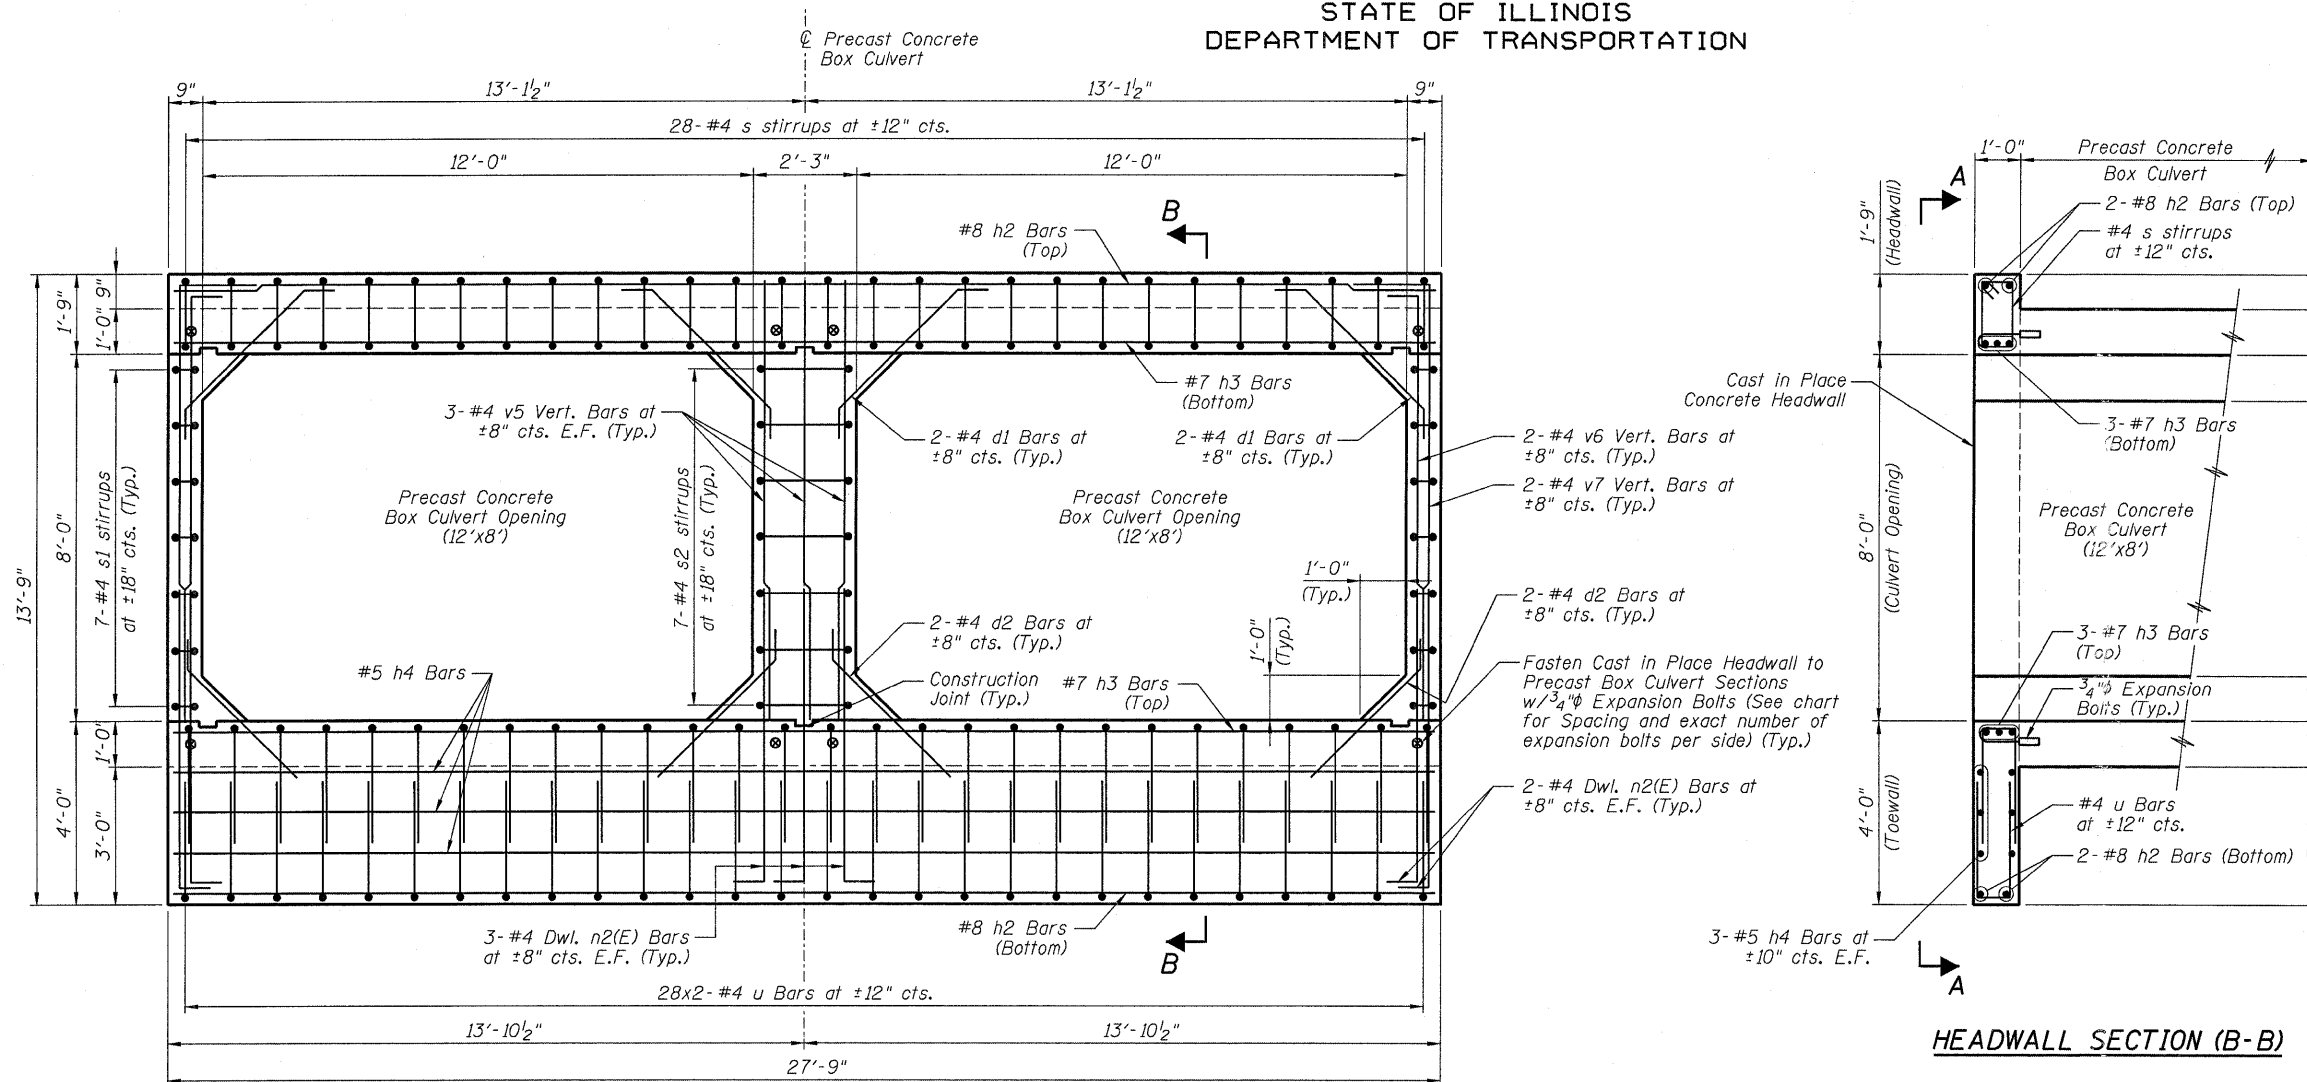 STATE OF ILLINOIS
DEPARTMENT OF TRANSPORTATION
℄ Precast Concrete
Box Culvert
9"
13'-1½"
13'-1½"
9"
28-#4 s stirrups at ±12" cts.
12'-0"
2'-3"
12'-0"
B
#8 h2 Bars
(Top)
1'-9"
9"
1'-0"
#7 h3 Bars
(Bottom)
3-#4 v5 Vert. Bars at
±8" cts. E.F. (Typ.)
2-#4 d1 Bars at
±8" cts. (Typ.)
2-#4 d1 Bars at
±8" cts. (Typ.)
2-#4 v6 Vert. Bars at
±8" cts. (Typ.)
2-#4 v7 Vert. Bars at
±8" cts. (Typ.)
13'-9"
8'-0"
7-#4 s1 stirrups
at ±18" cts. (Typ.)
Precast Concrete
Box Culvert Opening
(12'x8')
7-#4 s2 stirrups
at ±18" cts. (Typ.)
Precast Concrete
Box Culvert Opening
(12'x8')
1'-0"
(Typ.)
1'-0"
(Typ.)
2-#4 d2 Bars at
±8" cts. (Typ.)
2-#4 d2 Bars at
±8" cts. (Typ.)
#5 h4 Bars
Construction
Joint (Typ.)
#7 h3 Bars
(Top)
Fasten Cast in Place Headwall to
Precast Box Culvert Sections
w/¾"ϕ Expansion Bolts (See chart
for Spacing and exact number of
expansion bolts per side) (Typ.)
4'-0"
1'-0"
3'-0"
2-#4 Dwl. n2(E) Bars at
±8" cts. E.F. (Typ.)
3-#4 Dwl. n2(E) Bars
at ±8" cts. E.F. (Typ.)
#8 h2 Bars
(Bottom)
B
28x2-#4 u Bars at ±12" cts.
13'-10½"
13'-10½"
27'-9"
1'-0"
Precast Concrete
Box Culvert
A
1'-9"
(Headwall)
2-#8 h2 Bars (Top)
#4 s stirrups
at ±12" cts.
Cast in Place
Concrete Headwall
3-#7 h3 Bars
(Bottom)
8'-0"
(Culvert Opening)
Precast Concrete
Box Culvert
(12'x8')
3-#7 h3 Bars
(Top)
¾"ϕ Expansion
Bolts (Typ.)
4'-0"
(Toewall)
#4 u Bars
at ±12" cts.
2-#8 h2 Bars (Bottom)
3-#5 h4 Bars at
±10" cts. E.F.
A
HEADWALL SECTION (B-B)